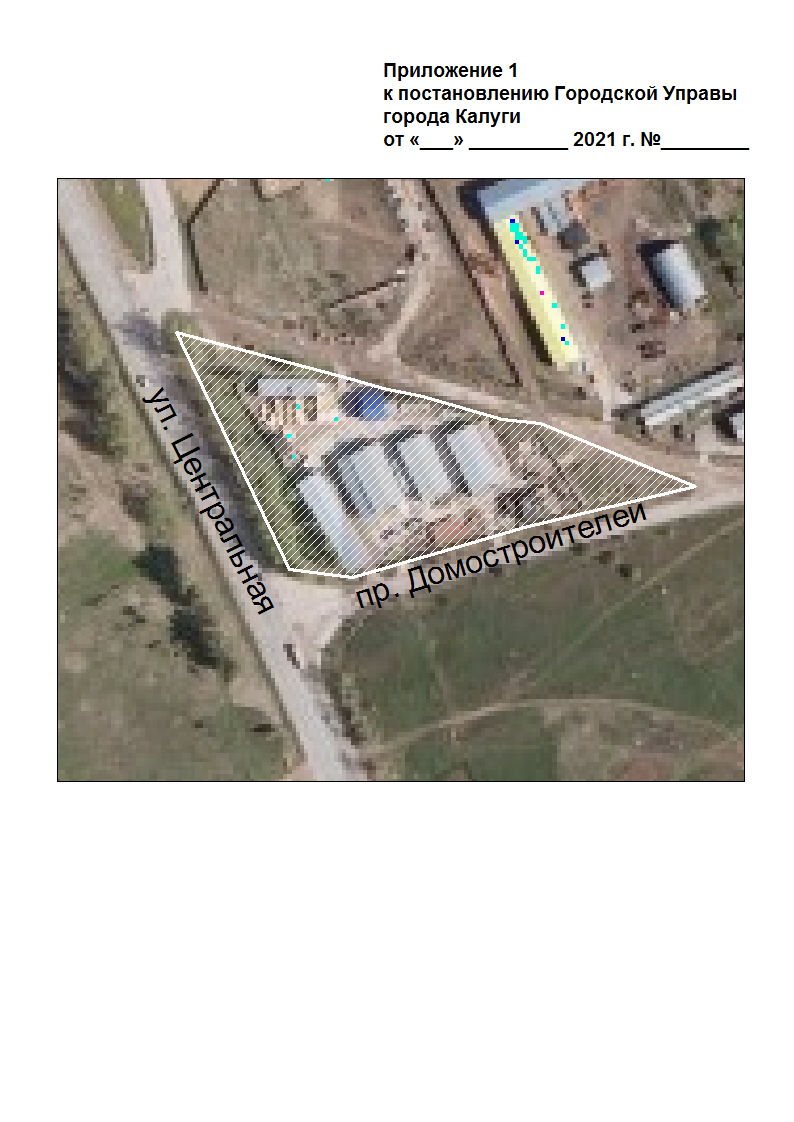 Приложение 1
к постановлению Городской Управы
города Калуги
от «___» _________ 2021 г. №________
ул. Центральная
пр. Домостроителей